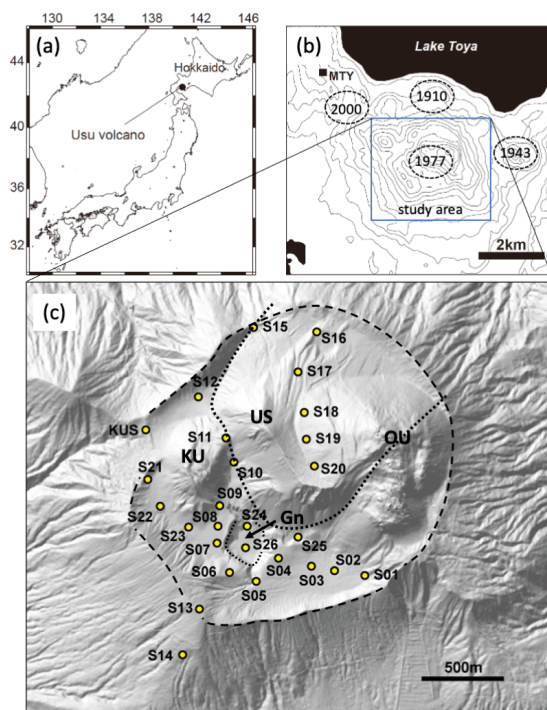 130 134 138 142 146
(a)
44
Hokkaido
Usu volcano
40
36
32
(b)
Lake Toya
MTY
2000
1910
1977
1943
study area
2km
(c)
S15
S16
S17
S12
S18
US
KUS
S11
OU
S19
KU
S10
S20
S21
S09
S22
S08
S24
Gn
S23
S25
S07
S26
S04
S02
S06
S03
S01
S05
S13
S14
500m